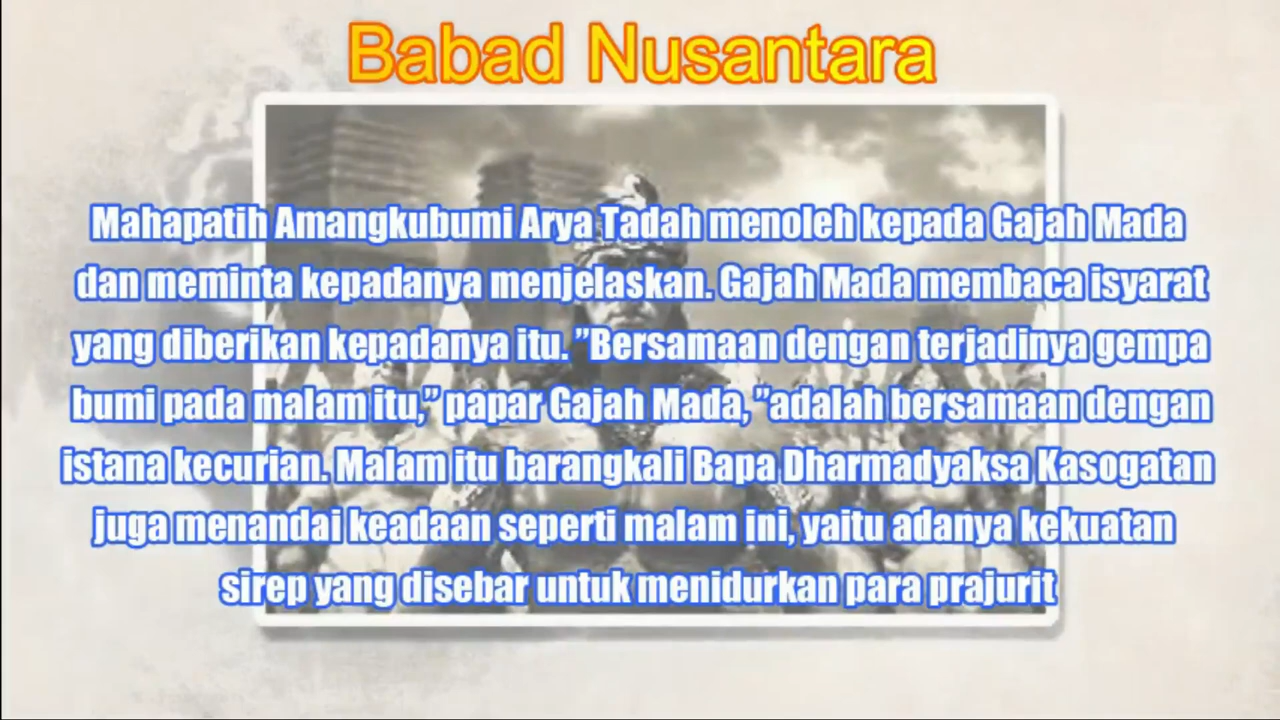 Babad Nusantara
Mahapatih Amangkubumi Arya Tadah menoleh kepada Gajah Mada
dan meminta kepadanya menjelaskan. Gajah Mada membaca isyarat
yang diberikan kepadanya itu. ”Bersamaan dengan terjadinya gempa
bumi pada malam itu,” papar Gajah Mada, ”adalah bersamaan dengan
istana kecurian. Malam itu barangkali Bapa Dharmadyaksa Kasogatan
juga menandai keadaan seperti malam ini, yaitu adanya kekuatan
sirep yang disebar untuk menidurkan para prajurit